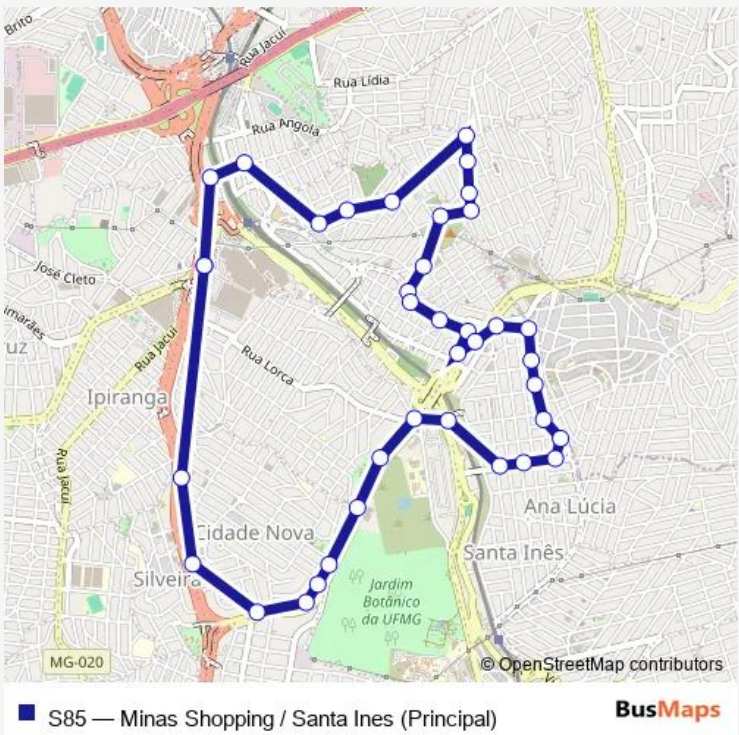 Brito
Rua Jacuí
Rua Lídia
Rua Angola
José Cleto
Rua Jacuí
Rua Lorca
Ipiranga
Rua Jacuí
Ana Lúcia
Cidade Nova
Santa Inês
Silveira
Jardim
Botânico
da UFMG
MG-020
© OpenStreetMap contributors
S85 — Minas Shopping / Santa Ines (Principal)
BusMaps